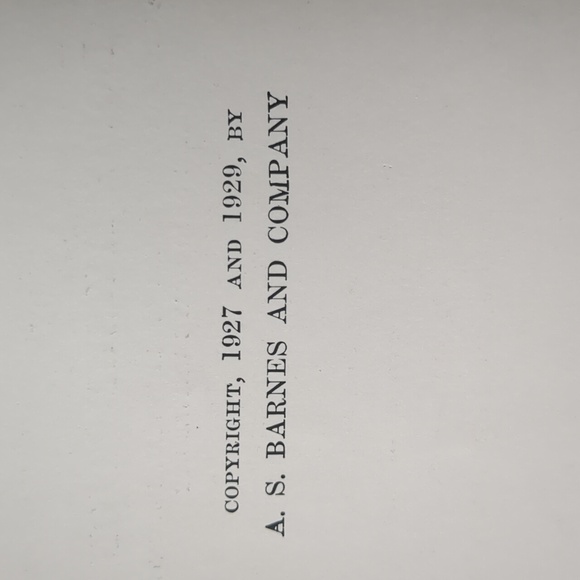 COPYRIGHT, 1927 AND 1929, BY
A. S. BARNES AND COMPANY